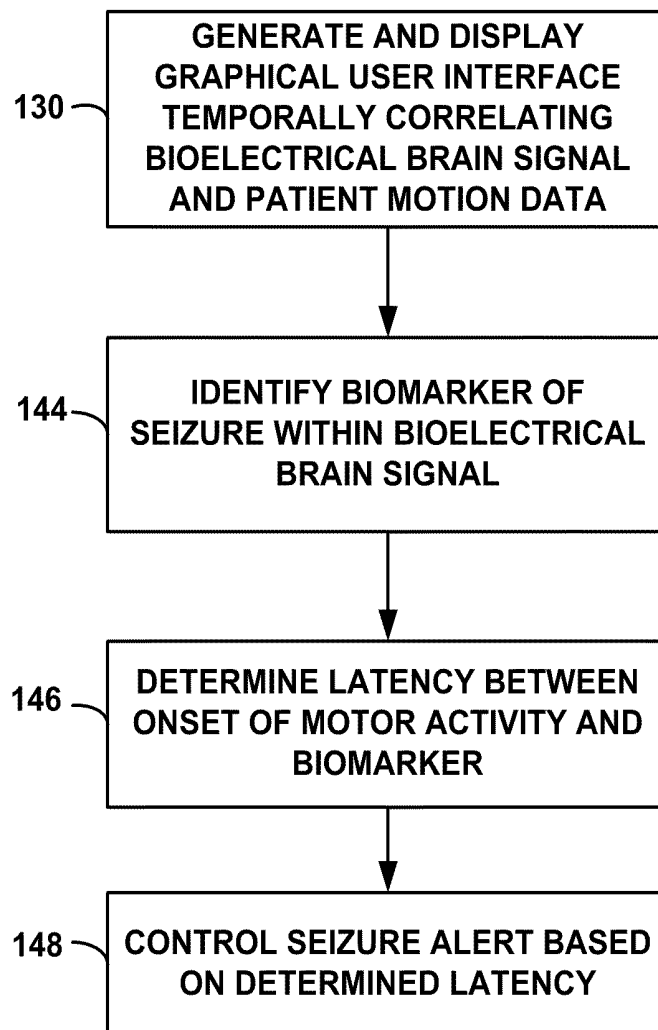 GENERATE AND DISPLAY
GRAPHICAL USER INTERFACE
TEMPORALLY CORRELATING
BIOELECTRICAL BRAIN SIGNAL
AND PATIENT MOTION DATA
130
IDENTIFY BIOMARKER OF
SEIZURE WITHIN BIOELECTRICAL
BRAIN SIGNAL
144
DETERMINE LATENCY BETWEEN
ONSET OF MOTOR ACTIVITY AND
BIOMARKER
146
CONTROL SEIZURE ALERT BASED
ON DETERMINED LATENCY
148